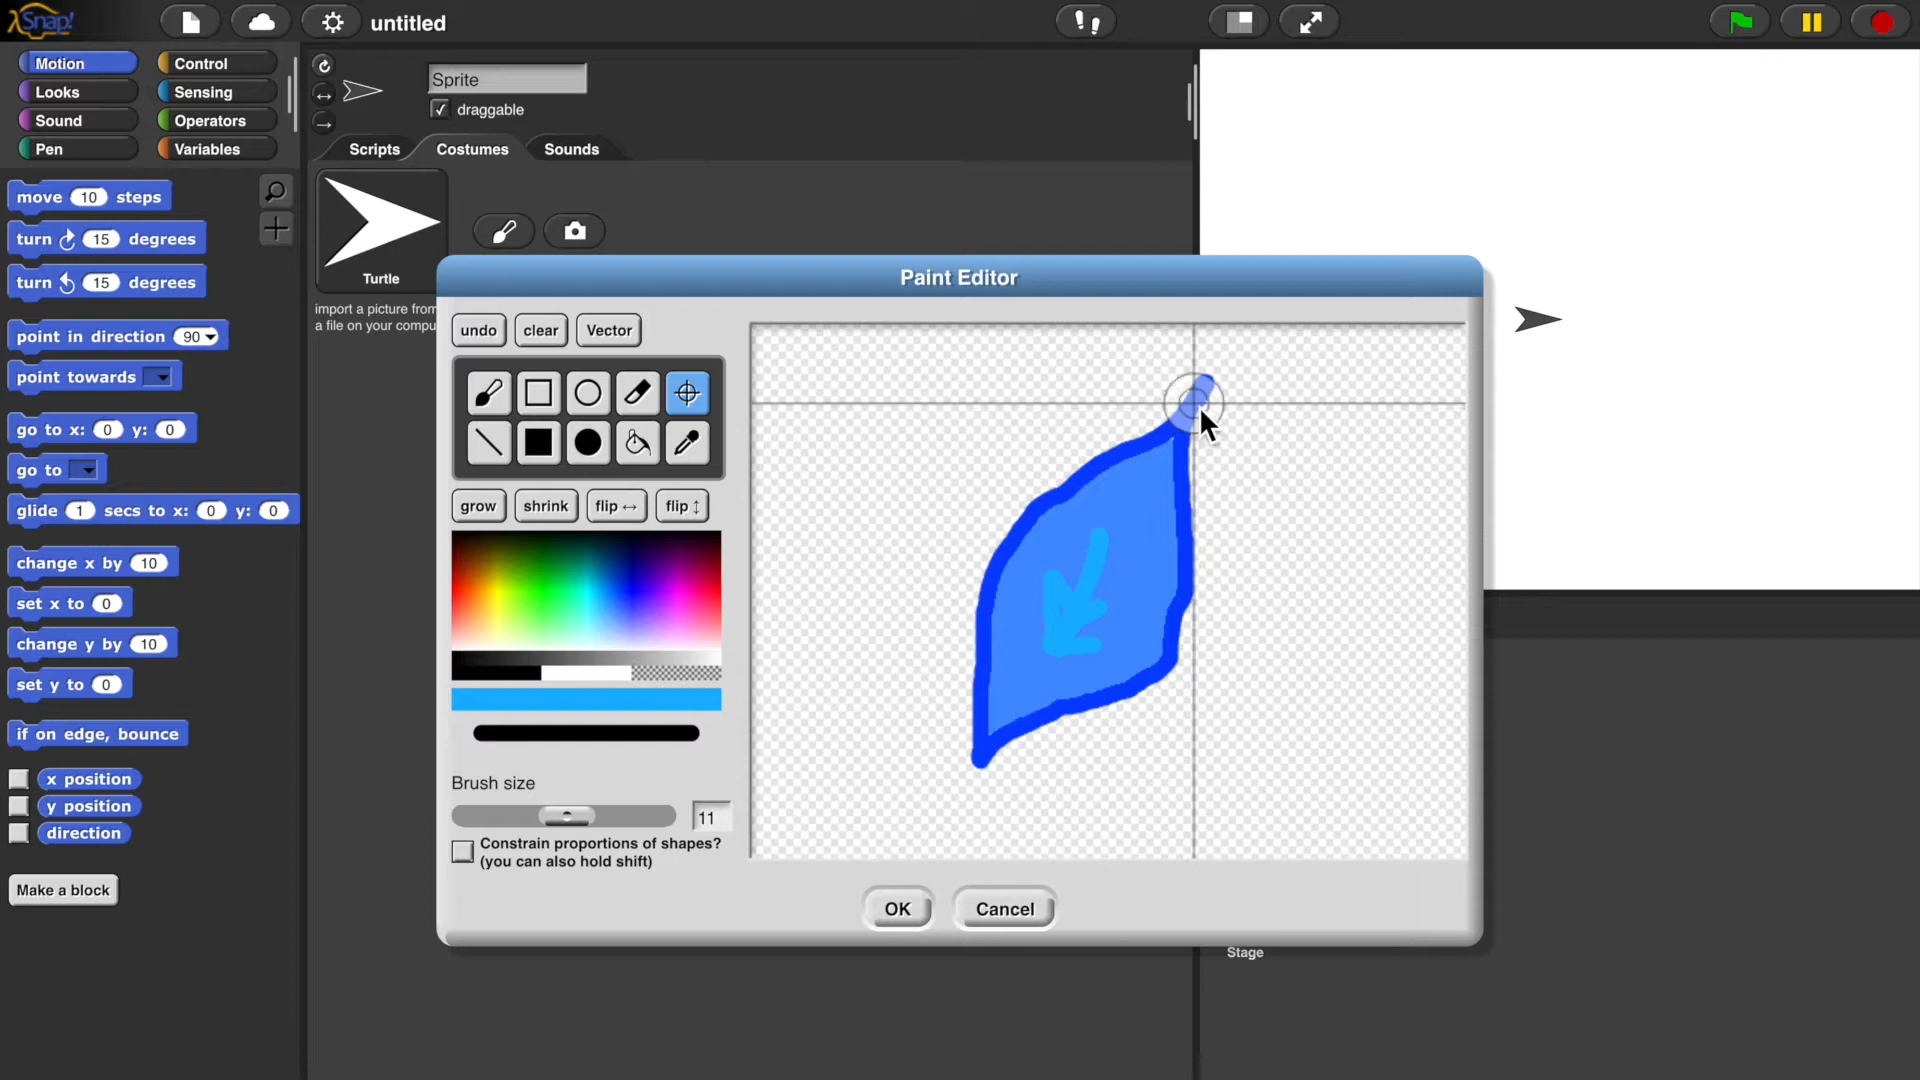 λSnap!
untitled
Motion
Control
Looks
Sensing
Sound
Operators
Pen
Variables
move 10 steps
turn 15 degrees
turn 15 degrees
point in direction 90
point towards
go to x: 0 y: 0
go to
glide 1 secs to x: 0 y: 0
change x by 10
set x to 0
change y by 10
set y to 0
if on edge, bounce
x position
y position
direction
Make a block
Sprite
draggable
Scripts
Costumes
Sounds
Turtle
import a picture from
a file on your compu
Paint Editor
undo
clear
Vector
grow
shrink
flip ↔
flip ↕
Brush size
11
Constrain proportions of shapes?
(you can also hold shift)
OK
Cancel
Stage